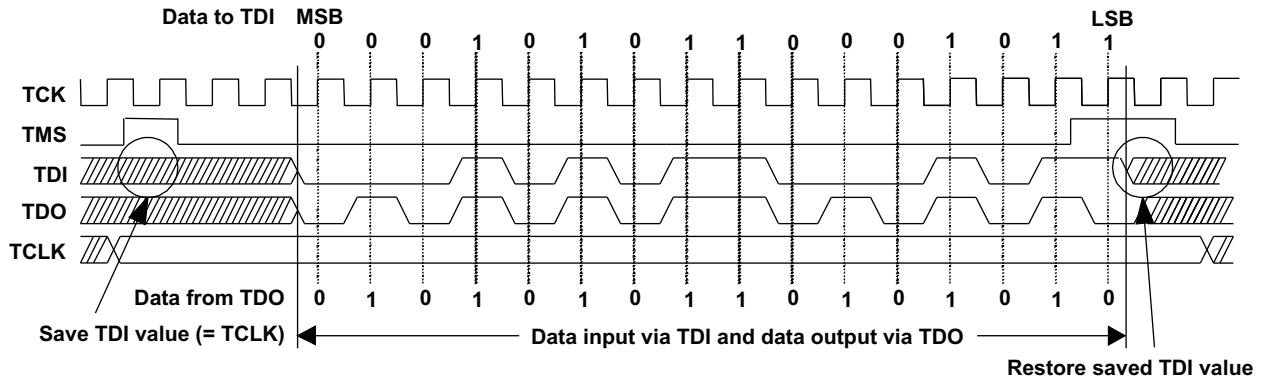 Data to TDI MSB LSB
0 0 0 1 0 1 0 1 1 0 0 0 1 0 1 1
TCK
TMS
TDI
TDO
TCLK
Data from TDO 0 1 0 1 0 1 0 1 1 0 1 0 1 0 1 0
Save TDI value (= TCLK) Data input via TDI and data output via TDO
Restore saved TDI value